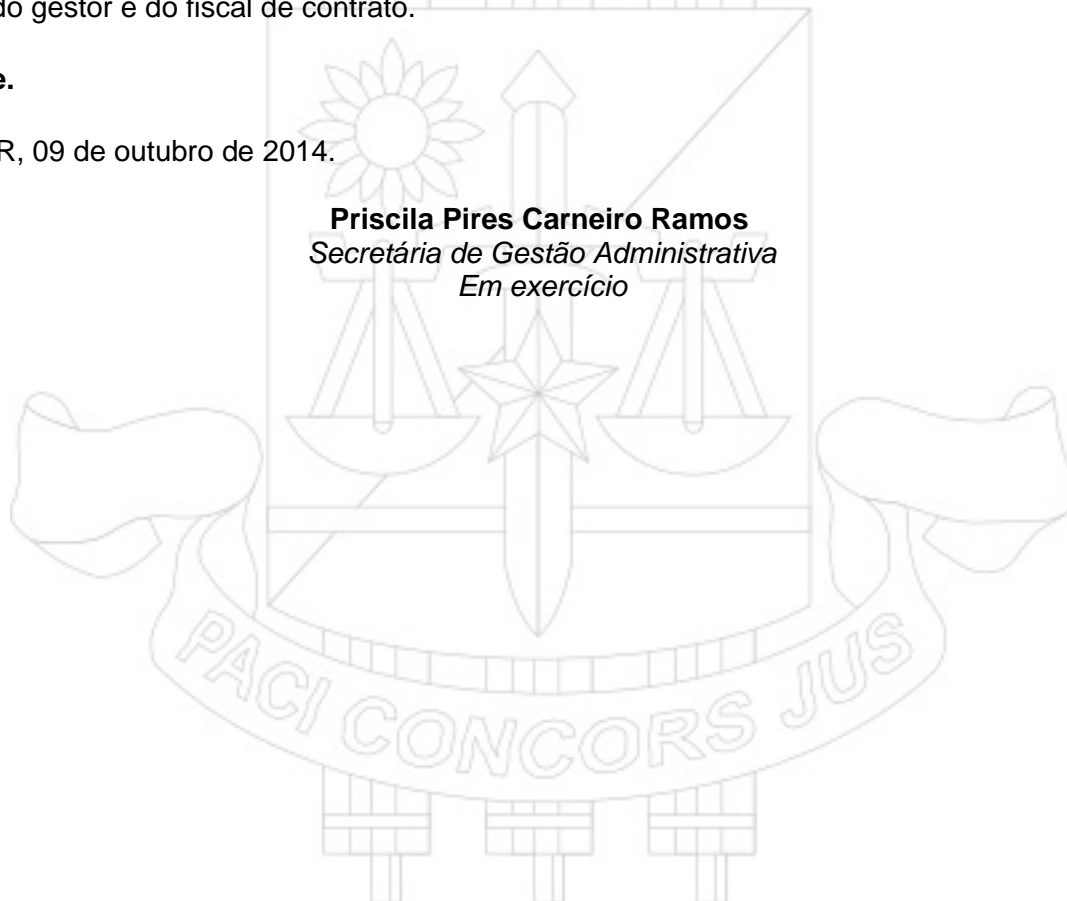 do gestor e do fiscal de contrato.
e.
R, 09 de outubro de 2014.
Priscila Pires Carneiro Ramos
Secretária de Gestão Administrativa
Em exercício
PACI CONCORS JUS